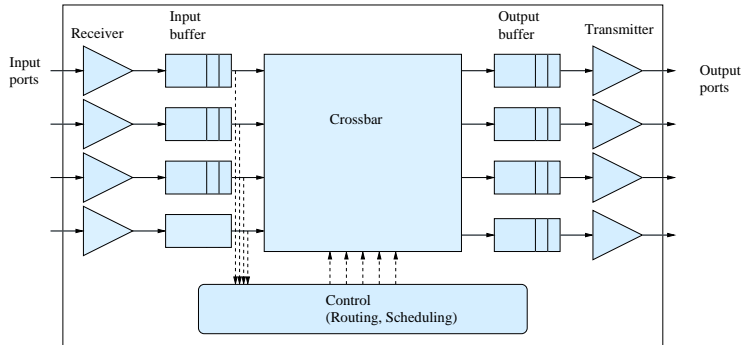 Input
ports
Receiver
Input
buffer
Output
buffer
Transmitter
Output
ports
Crossbar
Control
(Routing, Scheduling)